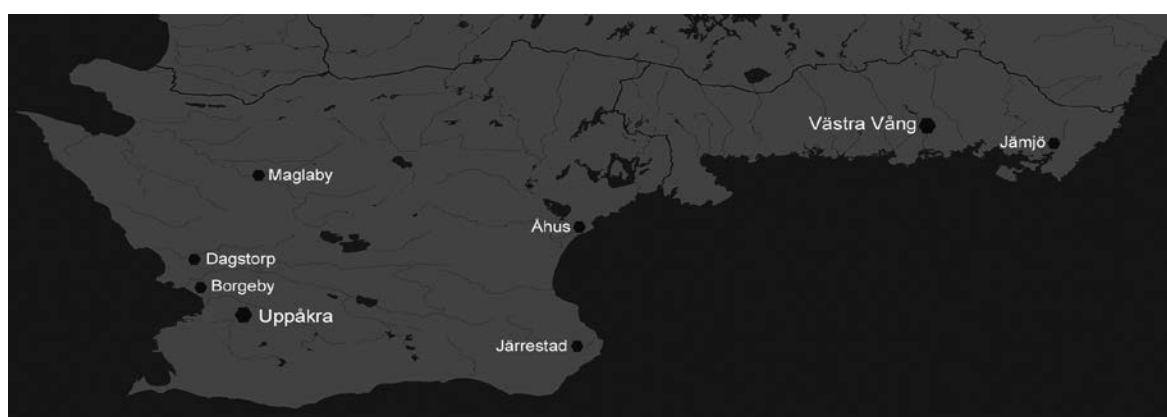 Västra Vång
Jämjö
Maglaby
Åhus
Dagstorp
Borgeby
Uppåkra
Järrestad